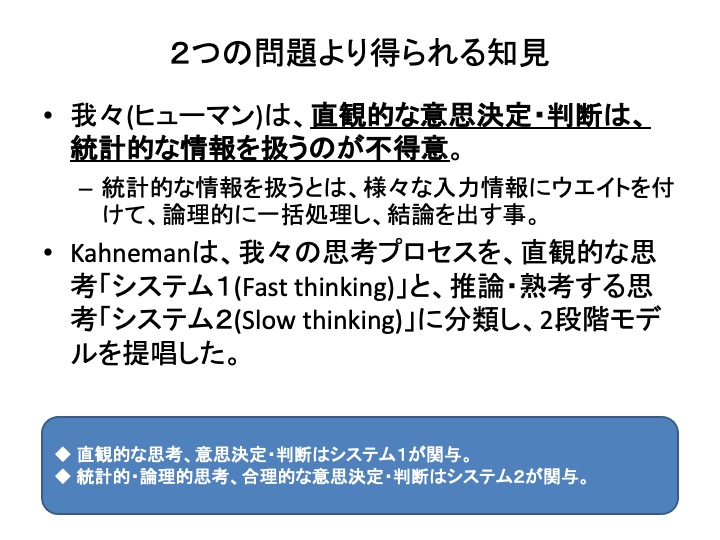 ２つの問題より得られる知見
• 我々(ヒューマン)は、直観的な意思決定・判断は、
統計的な情報を扱うのが不得意。
– 統計的な情報を扱うとは、様々な入力情報にウエイトを付
けて、論理的に一括処理し、結論を出す事。
• Kahnemanは、我々の思考プロセスを、直観的な思
考「システム１(Fast thinking)」と、推論・熟考する思
考「システム２(Slow thinking)」に分類し、2段階モデ
ルを提唱した。
◆ 直観的な思考、意思決定・判断はシステム１が関与。
◆ 統計的・論理的思考、合理的な意思決定・判断はシステム２が関与。